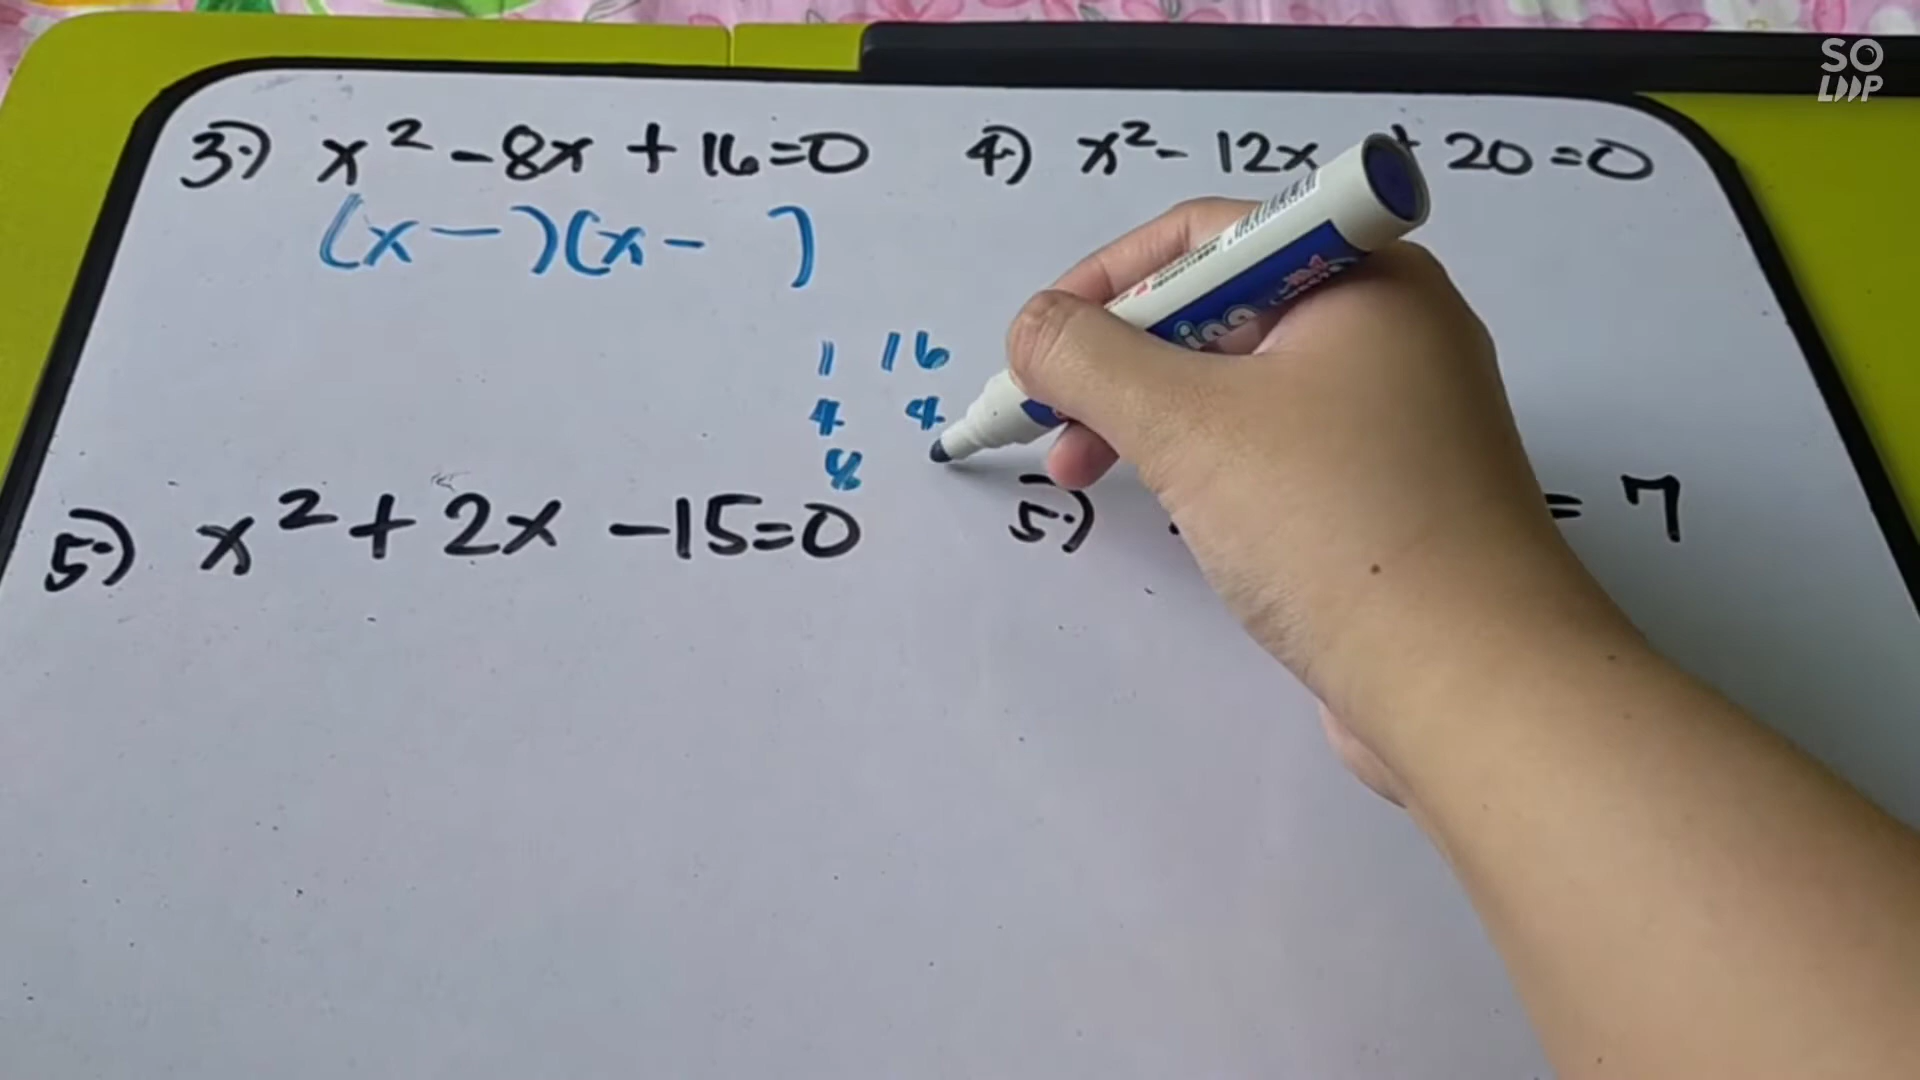 3.) x² - 8x + 16 = 0
(x - )(x - )
1 16
4 4
8
4.) x² - 12x + 20 = 0
5.) x² + 2x - 15 = 0
5.) = 7
SO
LOOP